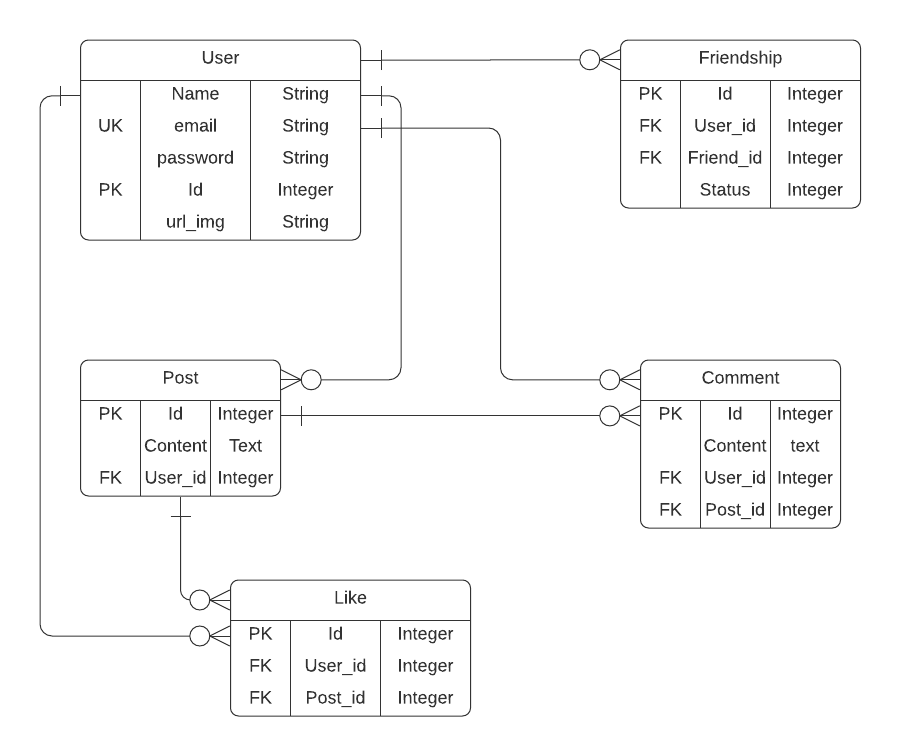 User
Name String
UK email String
password String
PK Id Integer
url_img String
Friendship
PK Id Integer
FK User_id Integer
FK Friend_id Integer
Status Integer
Post
PK Id Integer
Content Text
FK User_id Integer
Comment
PK Id Integer
Content text
FK User_id Integer
FK Post_id Integer
Like
PK Id Integer
FK User_id Integer
FK Post_id Integer